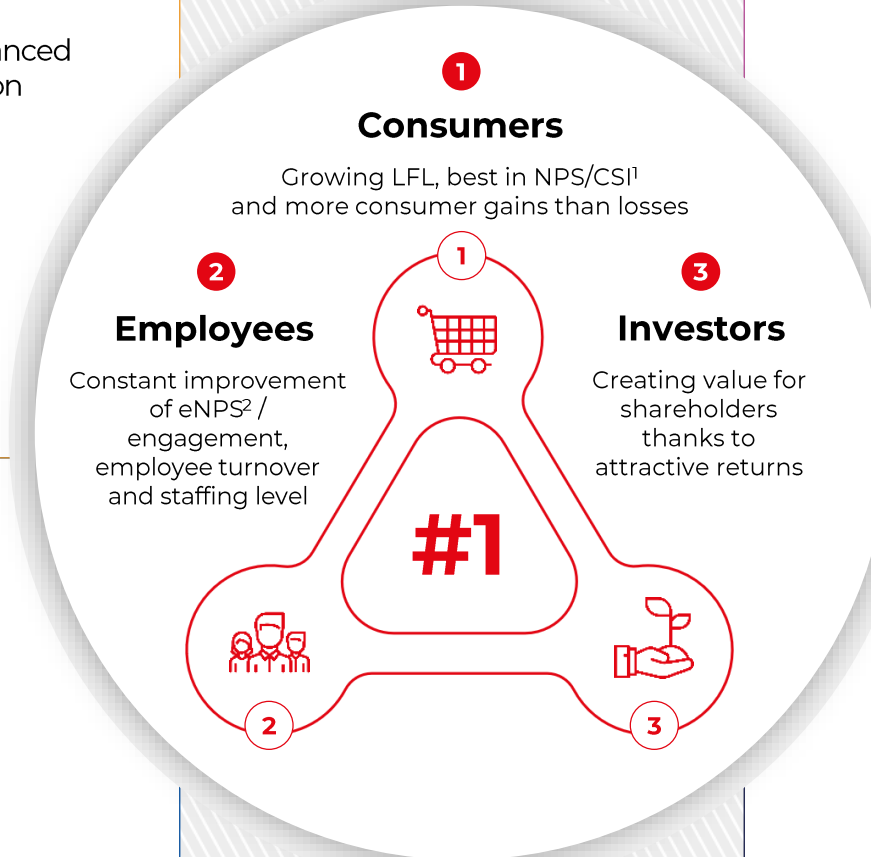 1
Consumers
Growing LFL, best in NPS/CSI¹
and more consumer gains than losses
1
2
Employees
Constant improvement
of eNPS² /
engagement,
employee turnover
and staffing level
3
Investors
Creating value for
shareholders
thanks to
attractive returns
#1
2
3